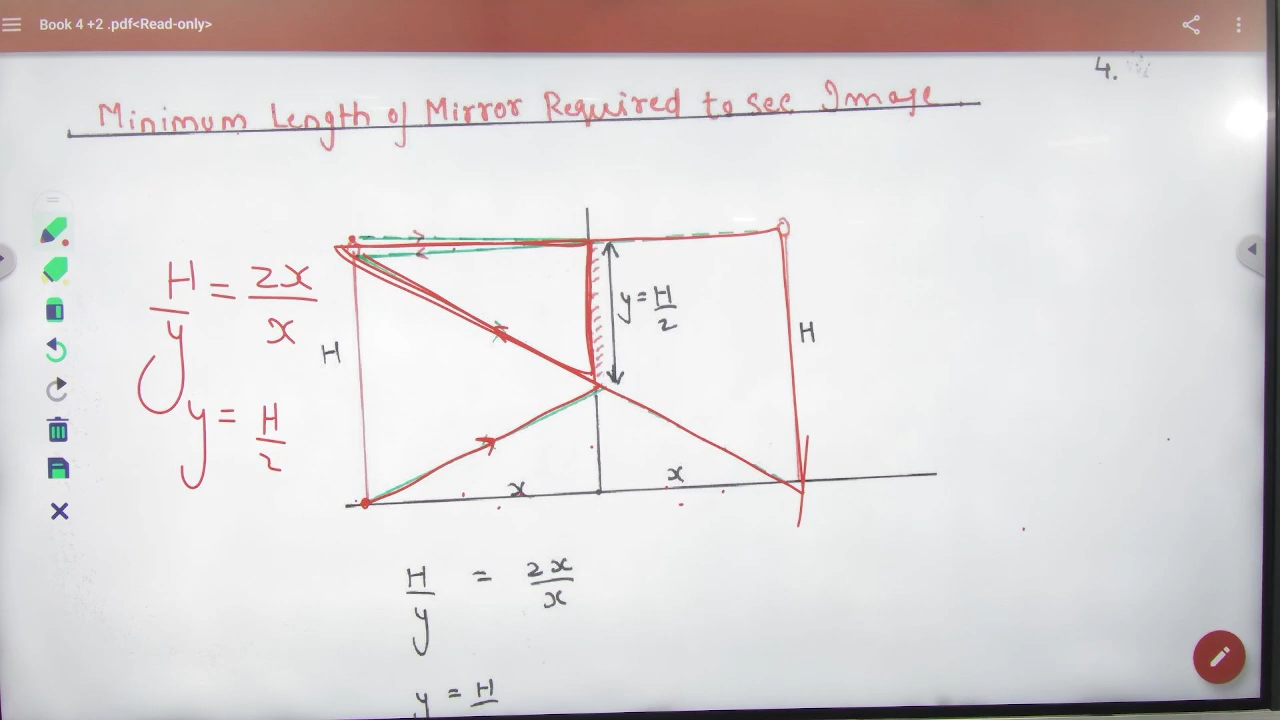 Book 4 +2 .pdf<Read-only>
4.
Minimum Length of Mirror Required to see Image
H/y = 2x/x
y = H/2
H
y = H/2
H
x
x
H/y = 2x/x
y = H